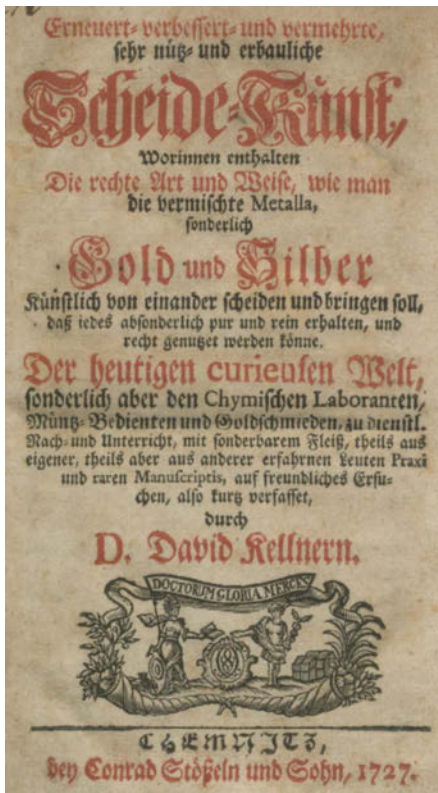 Erneuert- verbessert- und vermehrte,
sehr nütz- und erbauliche
Scheide-Kunst,
Worinnen enthalten
Die rechte Art und Weise, wie man
die vermischte Metalla,
sonderlich
Gold und Silber
Künstlich von einander scheiden und bringen soll,
daß iedes absonderlich pur und rein erhalten, und
recht genutzet werden könne.
Der heutigen curieusen Welt,
sonderlich aber den Chymischen Laboranten,
Müntz-Bedienten und Goldschmieden, zu dienstl.
Nach- und Unterricht, mit sonderbarem Fleiß, theils aus
eigener, theils aber aus anderer erfahrnen Leuten Praxi
und raren Manuscriptis, auf freundliches Ersu-
chen, also kurtz verfasset,
durch
D. David Kellnern.
DOCTORUM GLORIA MERCES
CHEMNJTZ,
bey Conrad Stößeln und Sohn, 1727.